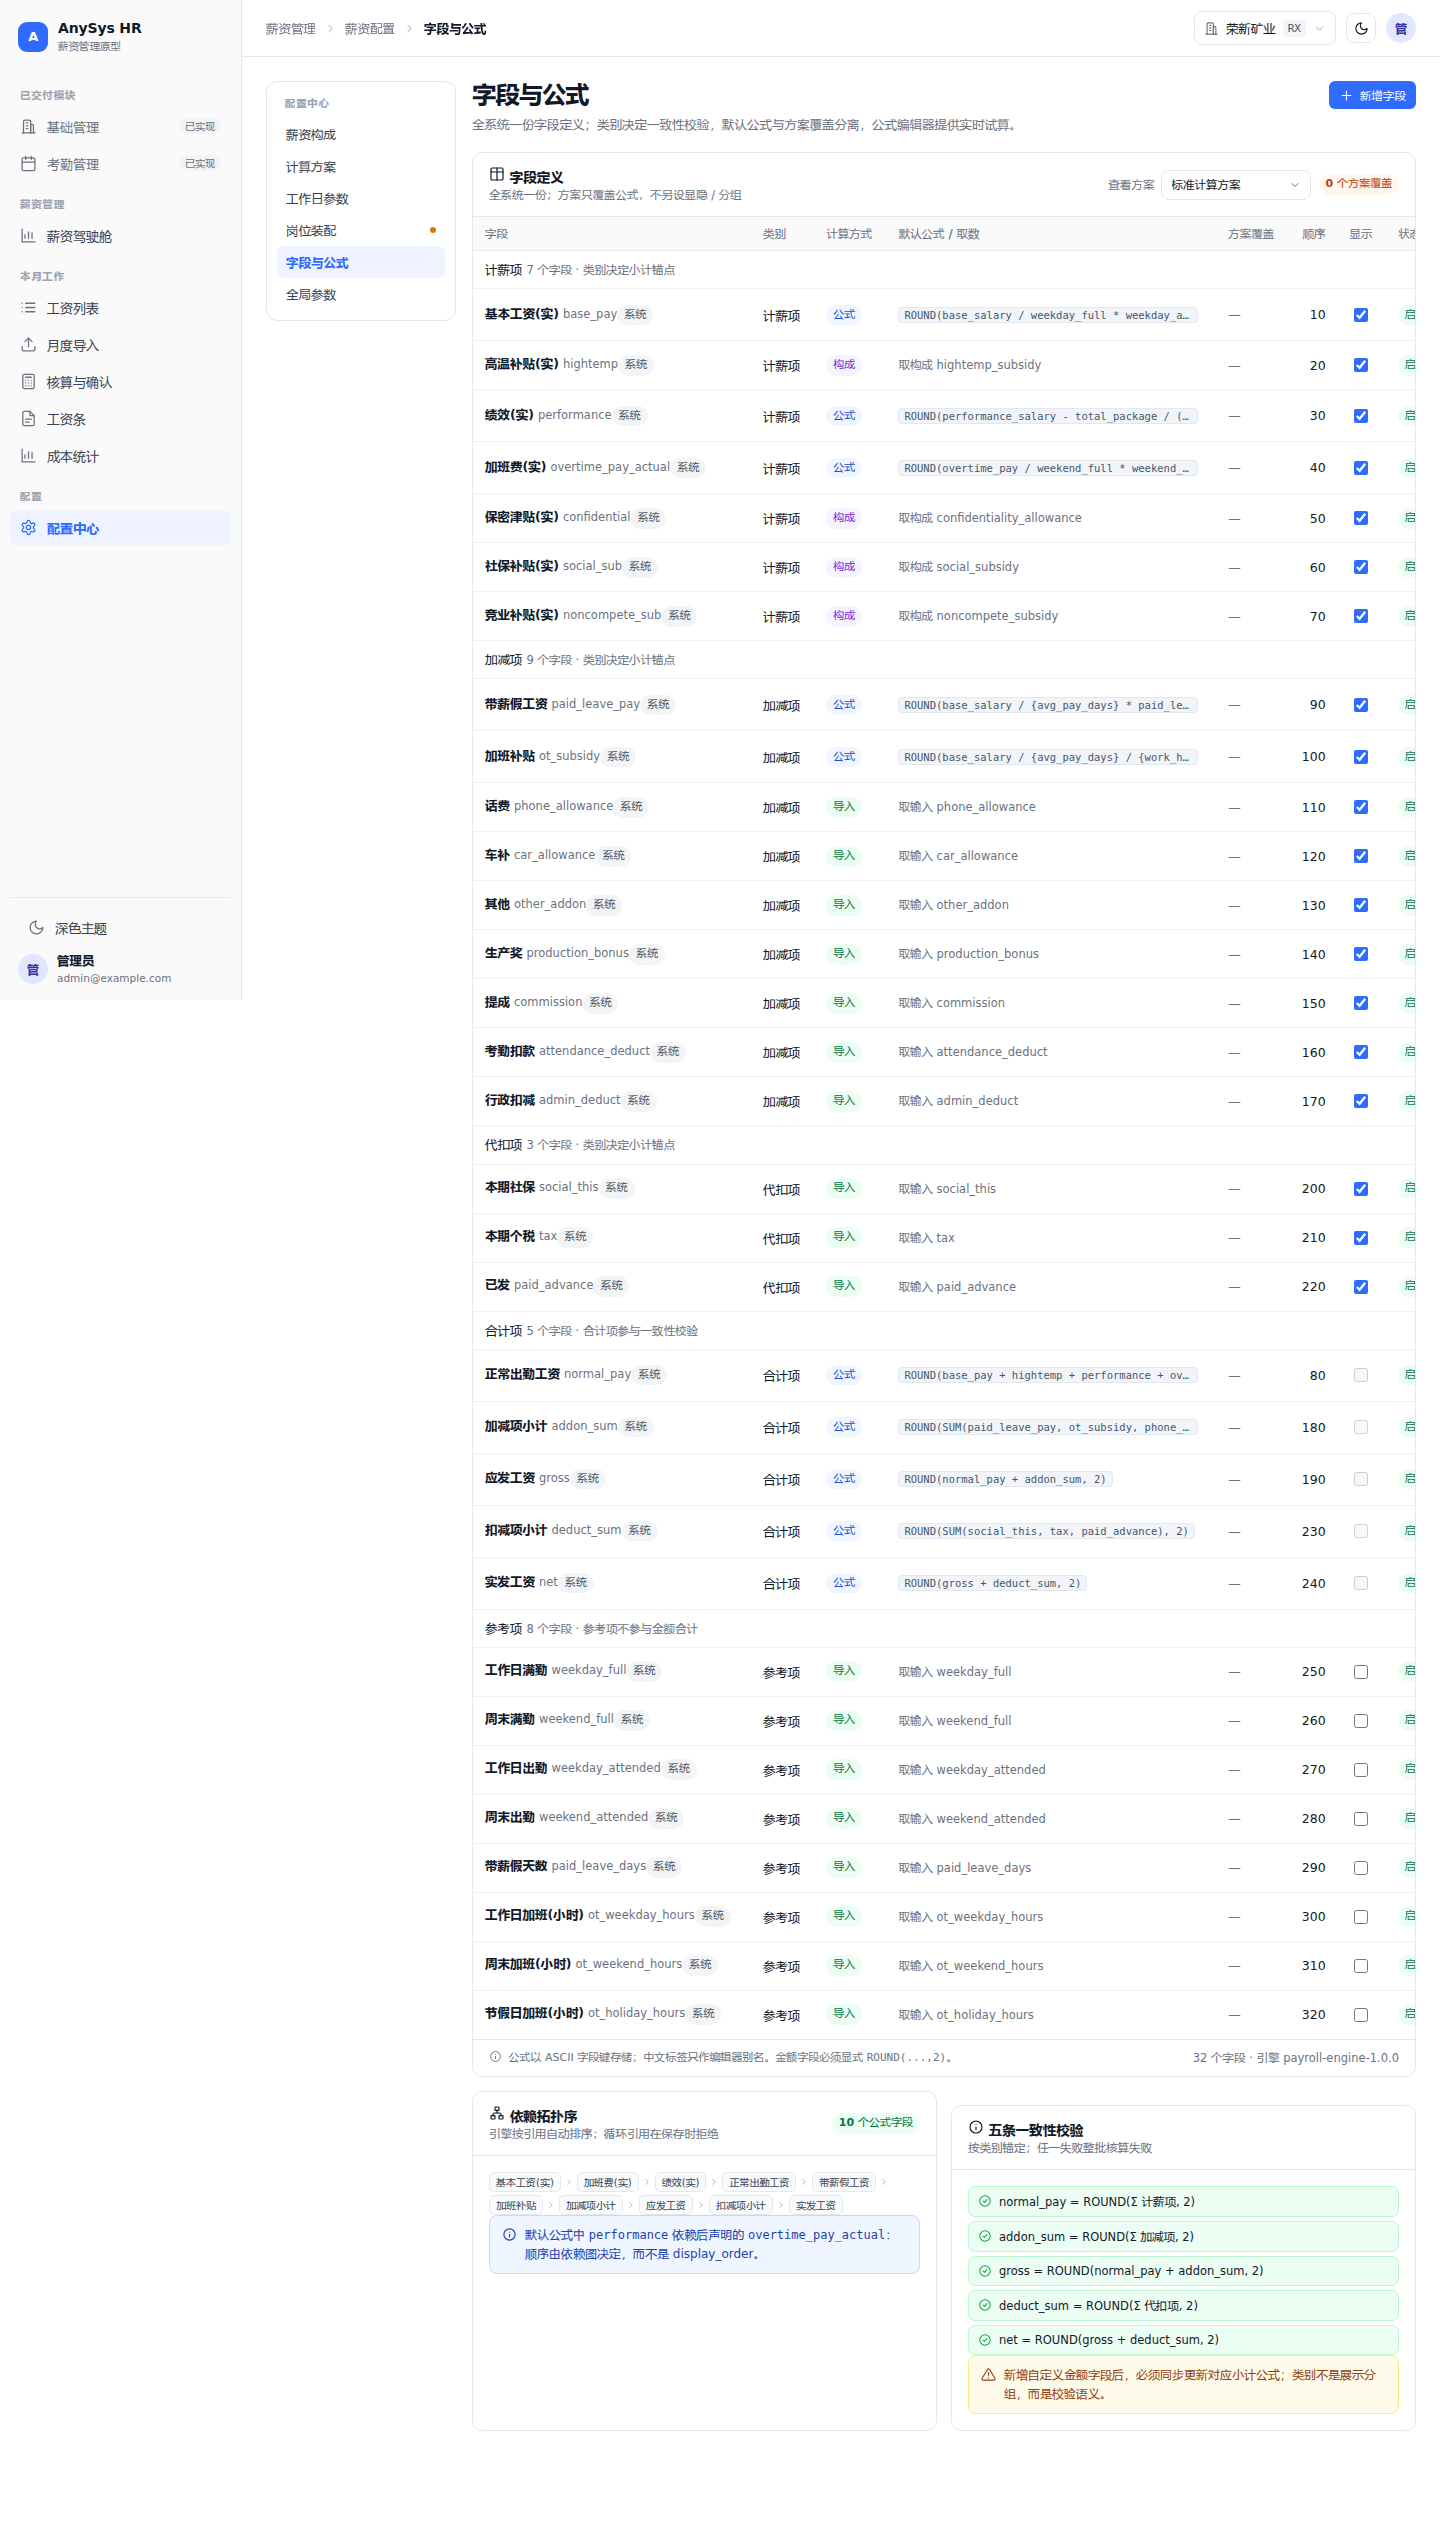 A
AnySys HR
薪资管理原型
已交付模块
基础管理 已实现
考勤管理 已实现
薪资管理
薪资驾驶舱
本月工作
工资列表
月度导入
核算与确认
工资条
成本统计
配置
配置中心
深色主题
管
管理员
admin@example.com
薪资管理 薪资配置 字段与公式
荣新矿业 RX 管
配置中心
薪资构成
计算方案
工作日参数
岗位装配
字段与公式
全局参数
字段与公式
新增字段
全系统一份字段定义；类别决定一致性校验，默认公式与方案覆盖分离，公式编辑器提供实时试算。
字段定义
全系统一份；方案只覆盖公式，不另设显隐 / 分组
查看方案 标准计算方案 0 个方案覆盖
字段 类别 计算方式 默认公式 / 取数 方案覆盖 顺序 显示 状态
计薪项 7 个字段 · 类别决定小计锚点
基本工资(实) base_pay 系统 计薪项 公式 ROUND(base_salary / weekday_full * weekday_a… — 10 启
高温补贴(实) hightemp 系统 计薪项 构成 取构成 hightemp_subsidy — 20 启
绩效(实) performance 系统 计薪项 公式 ROUND(performance_salary - total_package / (… — 30 启
加班费(实) overtime_pay_actual 系统 计薪项 公式 ROUND(overtime_pay / weekend_full * weekend_… — 40 启
保密津贴(实) confidential 系统 计薪项 构成 取构成 confidentiality_allowance — 50 启
社保补贴(实) social_sub 系统 计薪项 构成 取构成 social_subsidy — 60 启
竞业补贴(实) noncompete_sub 系统 计薪项 构成 取构成 noncompete_subsidy — 70 启
加减项 9 个字段 · 类别决定小计锚点
带薪假工资 paid_leave_pay 系统 加减项 公式 ROUND(base_salary / {avg_pay_days} * paid_le… — 90 启
加班补贴 ot_subsidy 系统 加减项 公式 ROUND(base_salary / {avg_pay_days} / {work_h… — 100 启
话费 phone_allowance 系统 加减项 导入 取输入 phone_allowance — 110 启
车补 car_allowance 系统 加减项 导入 取输入 car_allowance — 120 启
其他 other_addon 系统 加减项 导入 取输入 other_addon — 130 启
生产奖 production_bonus 系统 加减项 导入 取输入 production_bonus — 140 启
提成 commission 系统 加减项 导入 取输入 commission — 150 启
考勤扣款 attendance_deduct 系统 加减项 导入 取输入 attendance_deduct — 160 启
行政扣减 admin_deduct 系统 加减项 导入 取输入 admin_deduct — 170 启
代扣项 3 个字段 · 类别决定小计锚点
本期社保 social_this 系统 代扣项 导入 取输入 social_this — 200 启
本期个税 tax 系统 代扣项 导入 取输入 tax — 210 启
已发 paid_advance 系统 代扣项 导入 取输入 paid_advance — 220 启
合计项 5 个字段 · 合计项参与一致性校验
正常出勤工资 normal_pay 系统 合计项 公式 ROUND(base_pay + hightemp + performance + ov… — 80 启
加减项小计 addon_sum 系统 合计项 公式 ROUND(SUM(paid_leave_pay, ot_subsidy, phone_… — 180 启
应发工资 gross 系统 合计项 公式 ROUND(normal_pay + addon_sum, 2) — 190 启
扣减项小计 deduct_sum 系统 合计项 公式 ROUND(SUM(social_this, tax, paid_advance), 2) — 230 启
实发工资 net 系统 合计项 公式 ROUND(gross + deduct_sum, 2) — 240 启
参考项 8 个字段 · 参考项不参与金额合计
工作日满勤 weekday_full 系统 参考项 导入 取输入 weekday_full — 250 启
周末满勤 weekend_full 系统 参考项 导入 取输入 weekend_full — 260 启
工作日出勤 weekday_attended 系统 参考项 导入 取输入 weekday_attended — 270 启
周末出勤 weekend_attended 系统 参考项 导入 取输入 weekend_attended — 280 启
带薪假天数 paid_leave_days 系统 参考项 导入 取输入 paid_leave_days — 290 启
工作日加班(小时) ot_weekday_hours 系统 参考项 导入 取输入 ot_weekday_hours — 300 启
周末加班(小时) ot_weekend_hours 系统 参考项 导入 取输入 ot_weekend_hours — 310 启
节假日加班(小时) ot_holiday_hours 系统 参考项 导入 取输入 ot_holiday_hours — 320 启
公式以 ASCII 字段键存储；中文标签只作编辑器别名。金额字段必须显式 ROUND(...,2)。 32 个字段 · 引擎 payroll-engine-1.0.0
依赖拓扑序
引擎按引用自动排序；循环引用在保存时拒绝
10 个公式字段
基本工资(实) 加班费(实) 绩效(实) 正常出勤工资 带薪假工资
加班补贴 加减项小计 应发工资 扣减项小计 实发工资
默认公式中 performance 依赖后声明的 overtime_pay_actual：
顺序由依赖图决定，而不是 display_order。
五条一致性校验
按类别锚定；任一失败整批核算失败
normal_pay = ROUND(Σ 计薪项, 2)
addon_sum = ROUND(Σ 加减项, 2)
gross = ROUND(normal_pay + addon_sum, 2)
deduct_sum = ROUND(Σ 代扣项, 2)
net = ROUND(gross + deduct_sum, 2)
新增自定义金额字段后，必须同步更新对应小计公式；类别不是展示分
组，而是校验语义。